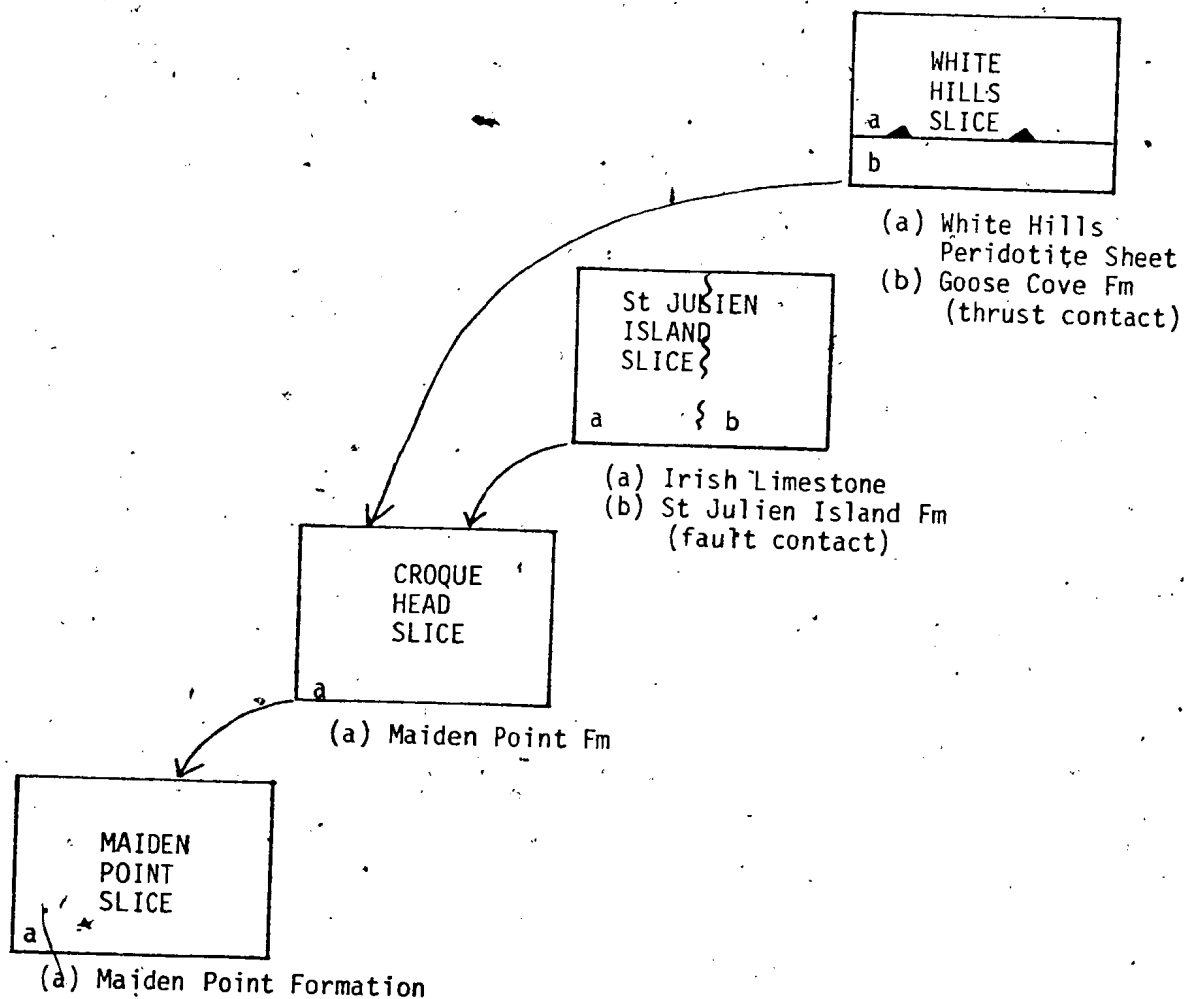 WHITE
HILLS
SLICE
a
b
(a) White Hills
Peridotite Sheet
(b) Goose Cove Fm
(thrust contact)
St JULIEN
ISLAND
SLICE
a
b
(a) Irish Limestone
(b) St Julien Island Fm
(fault contact)
CROQUE
HEAD
SLICE
a
(a) Maiden Point Fm
MAIDEN
POINT
SLICE
a
(a) Maiden Point Formation